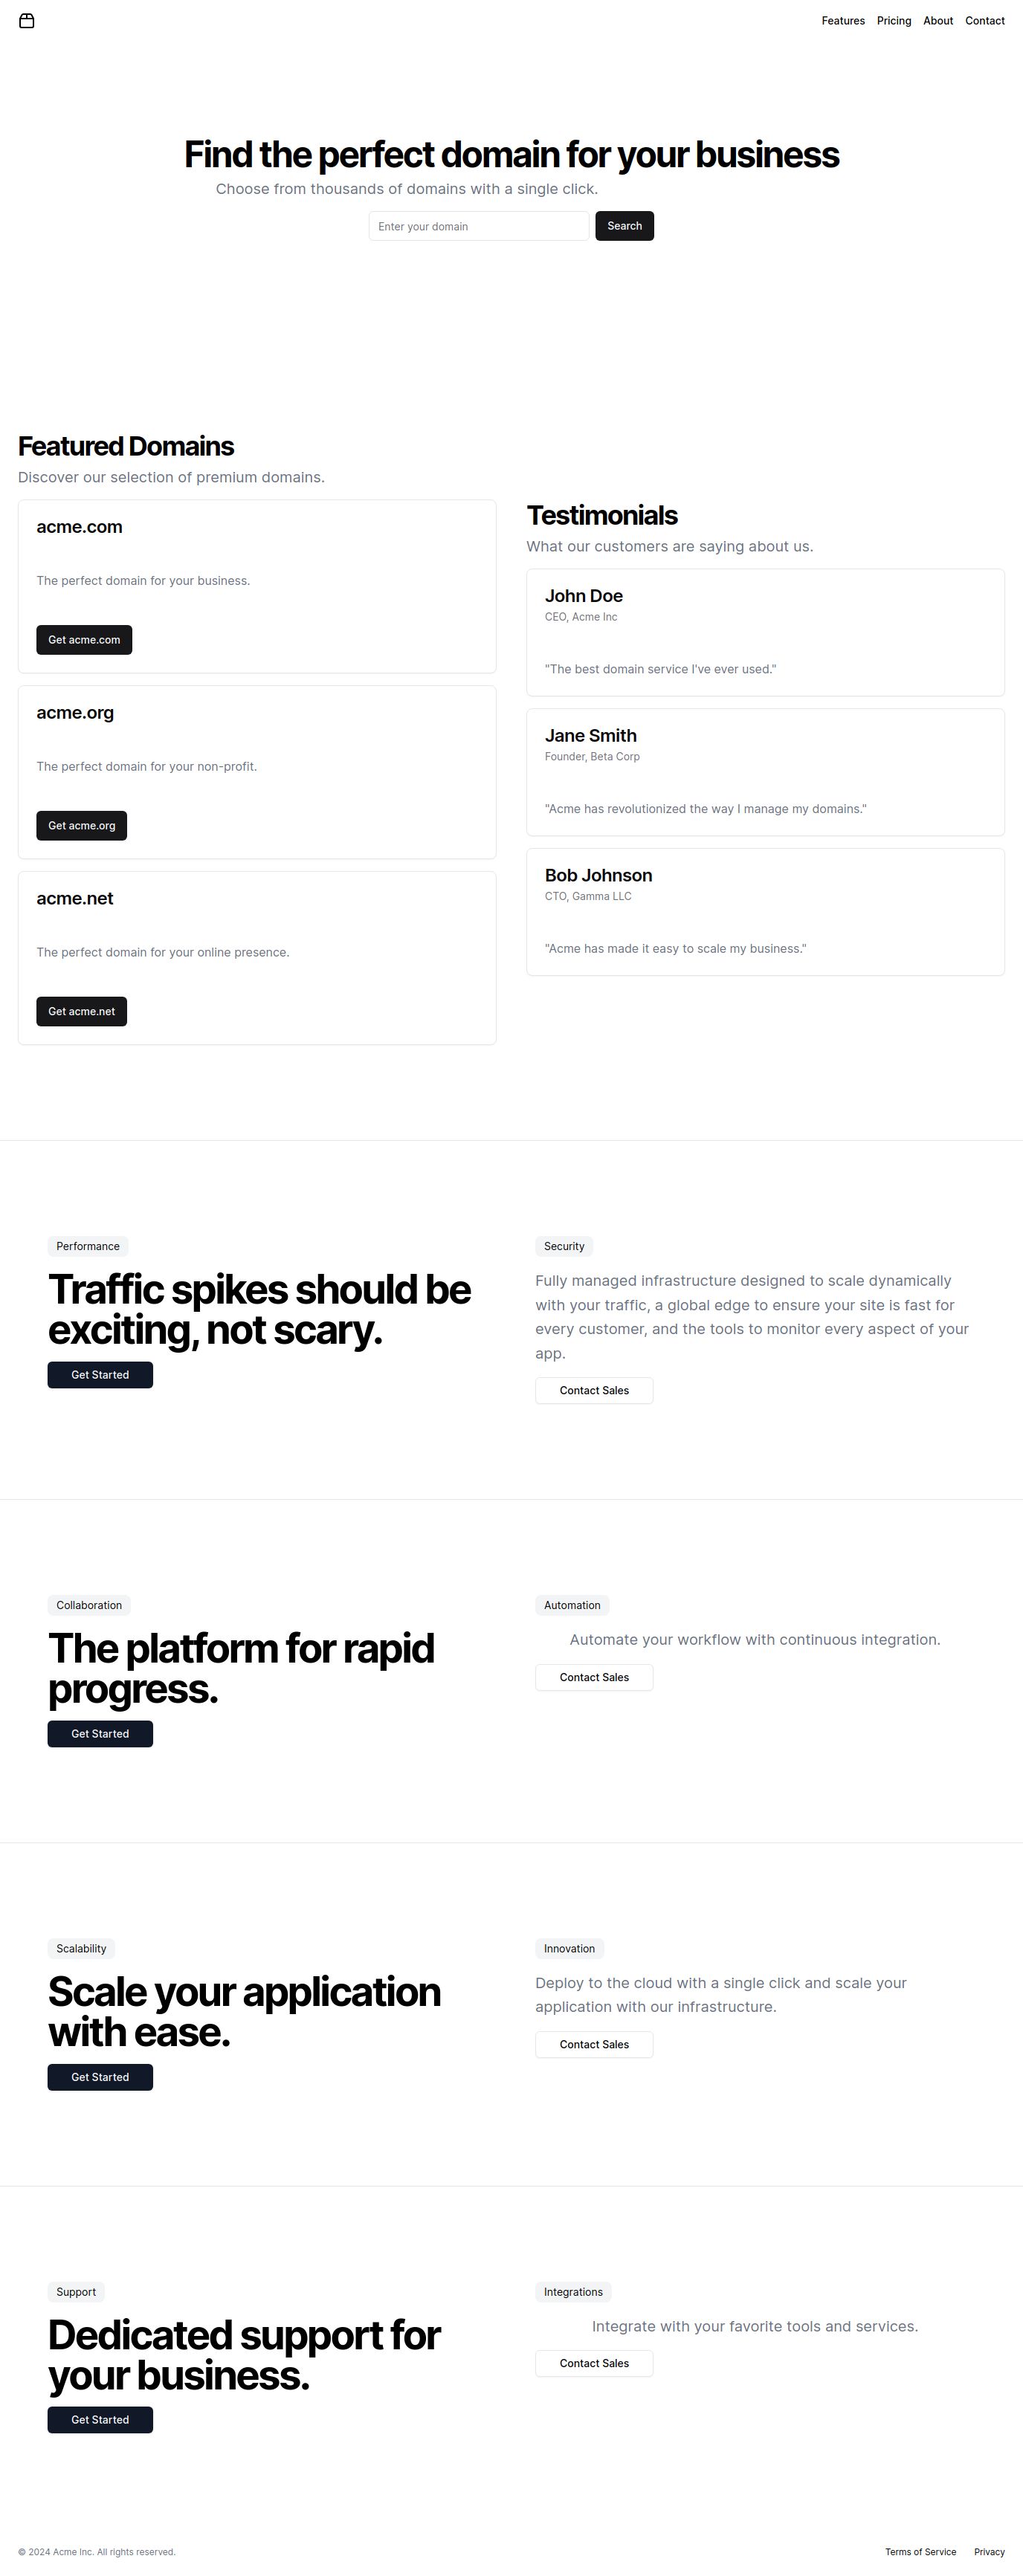 Features Pricing About Contact
Find the perfect domain for your business
Choose from thousands of domains with a single click.
Enter your domain Search
Featured Domains
Discover our selection of premium domains.
acme.com
The perfect domain for your business.
Get acme.com
acme.org
The perfect domain for your non-profit.
Get acme.org
acme.net
The perfect domain for your online presence.
Get acme.net
Testimonials
What our customers are saying about us.
John Doe
CEO, Acme Inc
"The best domain service I've ever used."
Jane Smith
Founder, Beta Corp
"Acme has revolutionized the way I manage my domains."
Bob Johnson
CTO, Gamma LLC
"Acme has made it easy to scale my business."
Performance
Traffic spikes should be
exciting, not scary.
Get Started
Security
Fully managed infrastructure designed to scale dynamically
with your traffic, a global edge to ensure your site is fast for
every customer, and the tools to monitor every aspect of your
app.
Contact Sales
Collaboration
The platform for rapid
progress.
Get Started
Automation
Automate your workflow with continuous integration.
Contact Sales
Scalability
Scale your application
with ease.
Get Started
Innovation
Deploy to the cloud with a single click and scale your
application with our infrastructure.
Contact Sales
Support
Dedicated support for
your business.
Get Started
Integrations
Integrate with your favorite tools and services.
Contact Sales
© 2024 Acme Inc. All rights reserved.
Terms of Service Privacy